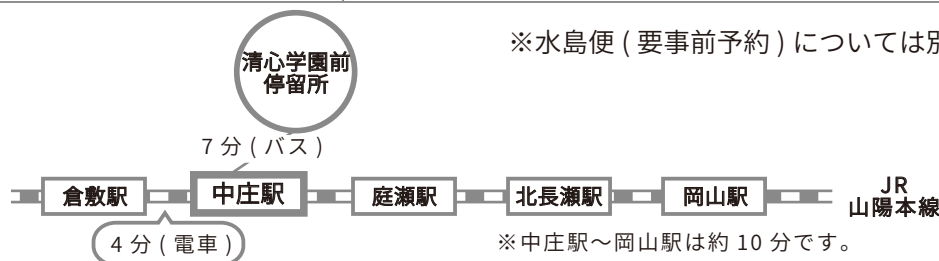 ※水島便 ( 要事前予約 ) については別
清心学園前
停留所
7 分 ( バス )
倉敷駅
中庄駅
庭瀬駅
北長瀬駅
岡山駅
JR
山陽本線
4 分 ( 電車 )
※中庄駅～岡山駅は約 10 分です。